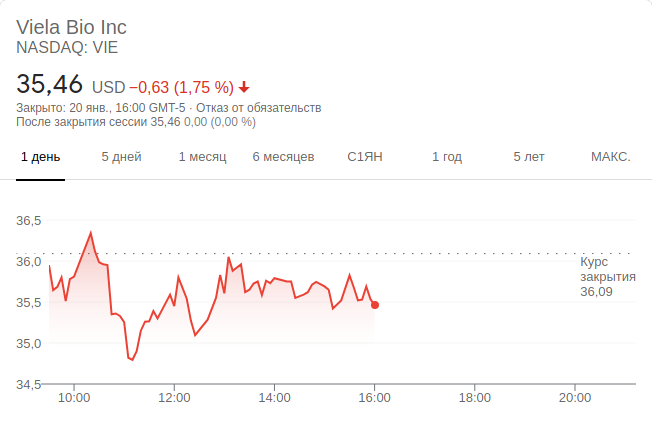 Viela Bio Inc
NASDAQ: VIE
35,46 USD −0,63 (1,75 %)
Закрыто: 20 янв., 16:00 GMT-5 · Отказ от обязательств
После закрытия сессии 35,46 0,00 (0,00 %)
1 день 5 дней 1 месяц 6 месяцев С1ЯН 1 год 5 лет МАКС.
36,5
36,0
Курс
закрытия
36,09
35,5
35,0
34,5
10:00 12:00 14:00 16:00 18:00 20:00